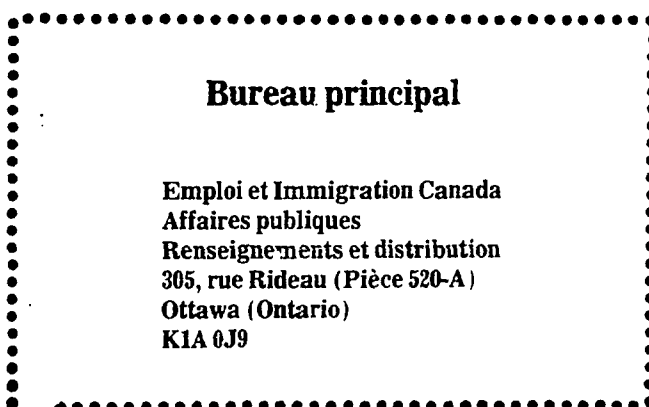 Bureau principal
Emploi et Immigration Canada
Affaires publiques
Renseignements et distribution
305, rue Rideau (Pièce 520-A)
Ottawa (Ontario)
K1A 0J9